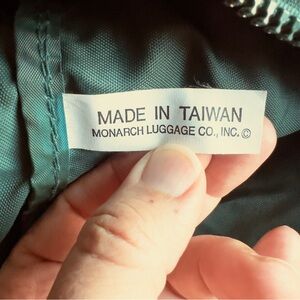 MADE IN TAIWAN
MONARCH LUGGAGE CO., INC. ©